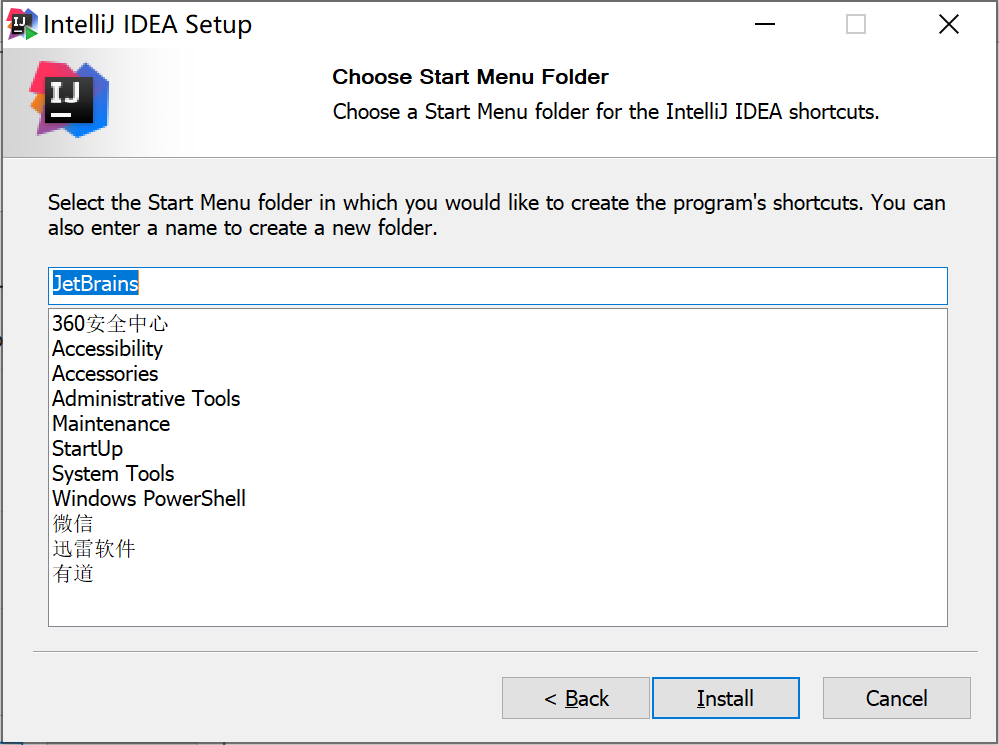 IntelliJ IDEA Setup
IJ
Choose Start Menu Folder
Choose a Start Menu folder for the IntelliJ IDEA shortcuts.
Select the Start Menu folder in which you would like to create the program's shortcuts. You can
also enter a name to create a new folder.
JetBrains
360安全中心
Accessibility
Accessories
Administrative Tools
Maintenance
StartUp
System Tools
Windows PowerShell
微信
迅雷软件
有道
< Back
Install
Cancel